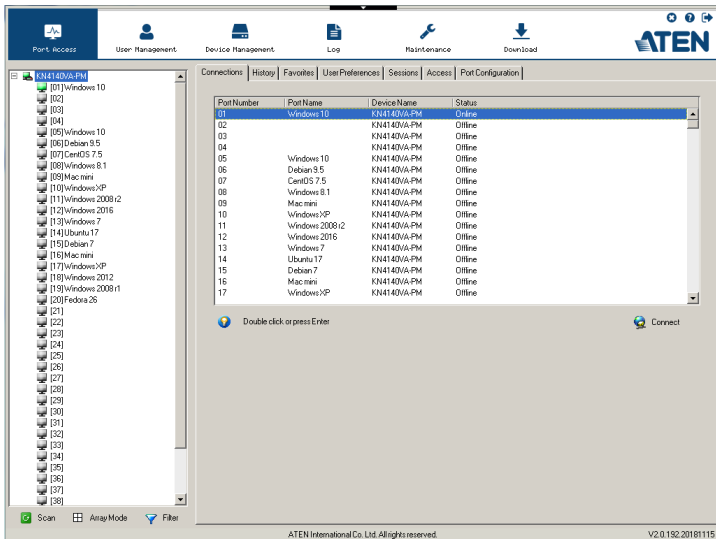 Port Access
User Management
Device Management
Log
Maintenance
Download
ATEN
KN4140VA-PM
[01]Windows 10
[02]
[03]
[04]
[05]Windows 10
[06]Debian 9.5
[07]CentOS 7.5
[08]Windows 8.1
[09]Mac mini
[10]Windows XP
[11]Windows 2008 r2
[12]Windows 2016
[13]Windows 7
[14]Ubuntu 17
[15]Debian 7
[16]Mac mini
[17]Windows XP
[18]Windows 2012
[19]Windows 2008 r1
[20]Fedora 26
[21]
[22]
[23]
[24]
[25]
[26]
[27]
[28]
[29]
[30]
[31]
[32]
[33]
[34]
[35]
[36]
[37]
[38]
Scan Array Mode Filter
Connections History Favorites User Preferences Sessions Access Port Configuration
Port Number Port Name Device Name Status
01 Windows 10 KN4140VA-PM Online
02 KN4140VA-PM Offline
03 KN4140VA-PM Offline
04 KN4140VA-PM Offline
05 Windows 10 KN4140VA-PM Offline
06 Debian 9.5 KN4140VA-PM Offline
07 CentOS 7.5 KN4140VA-PM Offline
08 Windows 8.1 KN4140VA-PM Offline
09 Mac mini KN4140VA-PM Offline
10 Windows XP KN4140VA-PM Offline
11 Windows 2008 r2 KN4140VA-PM Offline
12 Windows 2016 KN4140VA-PM Offline
13 Windows 7 KN4140VA-PM Offline
14 Ubuntu 17 KN4140VA-PM Offline
15 Debian 7 KN4140VA-PM Offline
16 Mac mini KN4140VA-PM Offline
17 Windows XP KN4140VA-PM Offline
Double click or press Enter
Connect
ATEN International Co. Ltd. All rights reserved.
V2.0.192.20181115